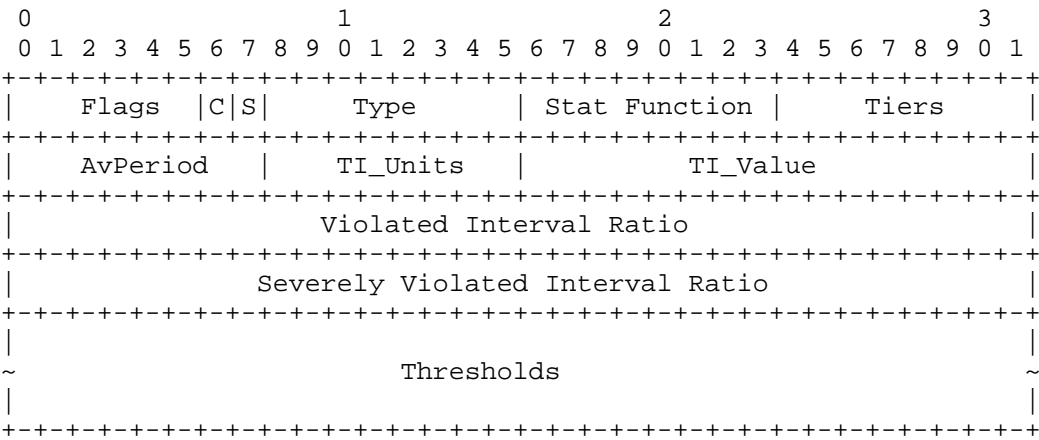 0                   1                   2                   3
 0 1 2 3 4 5 6 7 8 9 0 1 2 3 4 5 6 7 8 9 0 1 2 3 4 5 6 7 8 9 0 1
+-+-+-+-+-+-+-+-+-+-+-+-+-+-+-+-+-+-+-+-+-+-+-+-+-+-+-+-+-+-+-+-+
|    Flags  |C|S|     Type      | Stat Function |     Tiers     |
+-+-+-+-+-+-+-+-+-+-+-+-+-+-+-+-+-+-+-+-+-+-+-+-+-+-+-+-+-+-+-+-+
|    AvPeriod   |    TI_Units   |          TI_Value             |
+-+-+-+-+-+-+-+-+-+-+-+-+-+-+-+-+-+-+-+-+-+-+-+-+-+-+-+-+-+-+-+-+
|                   Violated Interval Ratio                     |
+-+-+-+-+-+-+-+-+-+-+-+-+-+-+-+-+-+-+-+-+-+-+-+-+-+-+-+-+-+-+-+-+
|               Severely Violated Interval Ratio                |
+-+-+-+-+-+-+-+-+-+-+-+-+-+-+-+-+-+-+-+-+-+-+-+-+-+-+-+-+-+-+-+-+
|                                                               |
~                        Thresholds                             ~
|                                                               |
+-+-+-+-+-+-+-+-+-+-+-+-+-+-+-+-+-+-+-+-+-+-+-+-+-+-+-+-+-+-+-+-+